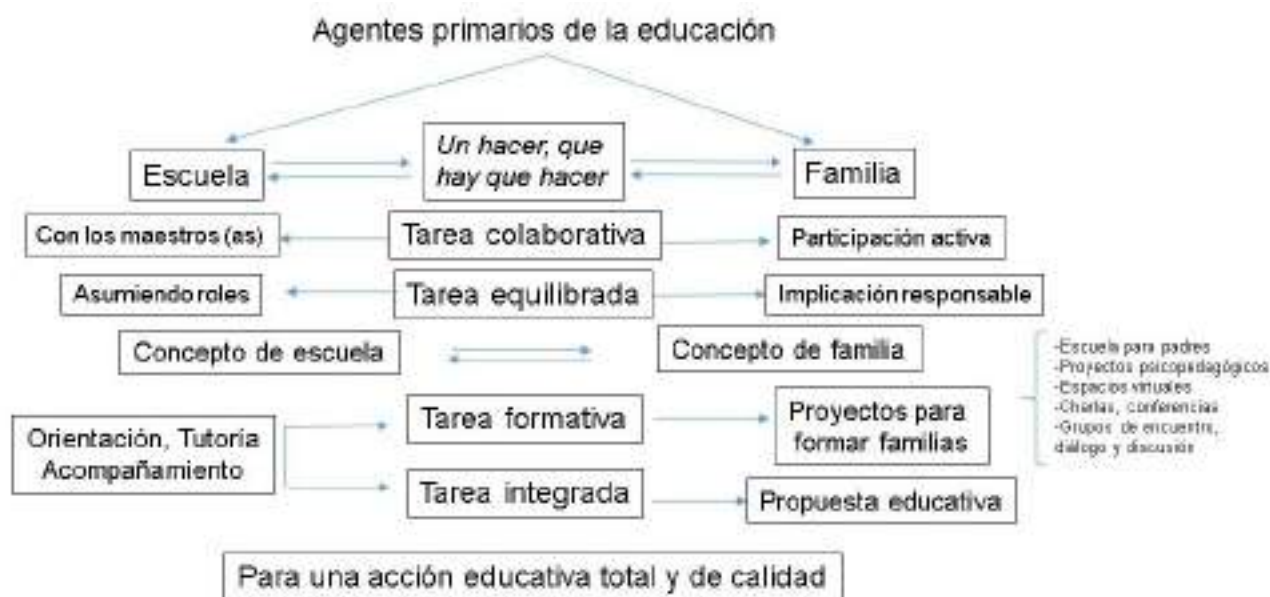 Agentes primarios de la educación
Escuela
Un hacer, que
hay que hacer
Familia
Con los maestros (as)
Tarea colaborativa
Participación activa
Asumiendo roles
Tarea equilibrada
Implicación responsable
Concepto de escuela
Concepto de familia
-Escuela para padres
-Proyectos psicopedagógicos
-Espacios virtuales
-Charlas, conferencias
-Grupos de encuentro,
diálogo y discusión
Orientación, Tutoría
Acompañamiento
Tarea formativa
Proyectos para
formar familias
Tarea integrada
Propuesta educativa
Para una acción educativa total y de calidad